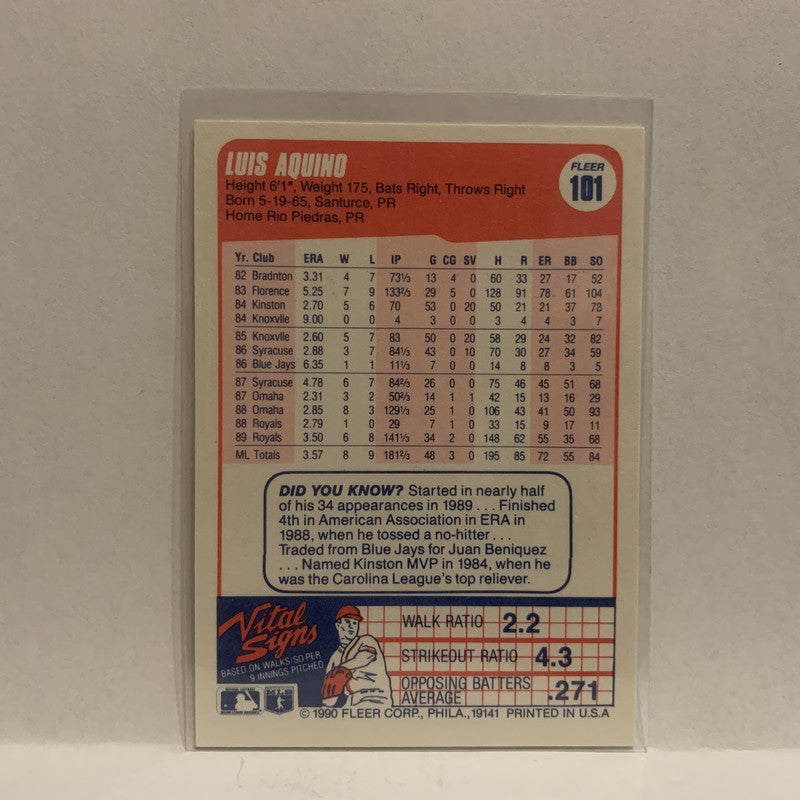 LUIS AQUINO
FLEER
101
Height 6'1", Weight 175, Bats Right, Throws Right
Born 5-19-65, Santurce, PR
Home Rio Piedras, PR
Yr. Club ERA W L IP G CG SV H R ER BB SO
82 Bradnton 3.31 4 7 73⅓ 13 4 0 60 33 27 17 52
83 Florence 5.25 7 9 133⅔ 29 5 0 128 91 78 61 104
84 Kinston 2.70 5 6 70 53 0 20 50 21 21 37 78
84 Knoxvlle 9.00 0 0 4 3 0 0 3 4 4 3 7
85 Knoxvlle 2.60 5 7 83 50 0 20 58 29 24 32 82
86 Syracuse 2.88 3 7 84⅓ 43 0 10 70 30 27 34 59
86 Blue Jays 6.35 1 1 11⅓ 7 0 0 14 8 8 3 5
87 Syracuse 4.78 6 7 84⅔ 26 0 0 75 46 45 51 68
87 Omaha 2.31 3 2 50⅔ 14 1 1 42 15 13 16 29
88 Omaha 2.85 8 3 129⅓ 25 1 0 106 43 41 50 93
88 Royals 2.79 1 0 29 7 1 0 33 15 9 17 11
89 Royals 3.50 6 8 141⅓ 34 2 0 148 62 55 35 68
ML Totals 3.57 8 9 181⅔ 48 3 0 195 85 72 55 84
DID YOU KNOW? Started in nearly half
of his 34 appearances in 1989 . . . Finished
4th in American Association in ERA in
1988, when he tossed a no-hitter . . .
Traded from Blue Jays for Juan Beniquez
. . . Named Kinston MVP in 1984, when he
was the Carolina League's top reliever.
Vital
Signs
BASED ON WALKS/SO PER
9 INNINGS PITCHED
WALK RATIO 2.2
STRIKEOUT RATIO 4.3
OPPOSING BATTERS
AVERAGE .271
© 1990 FLEER CORP., PHILA., 19141 PRINTED IN U.S.A